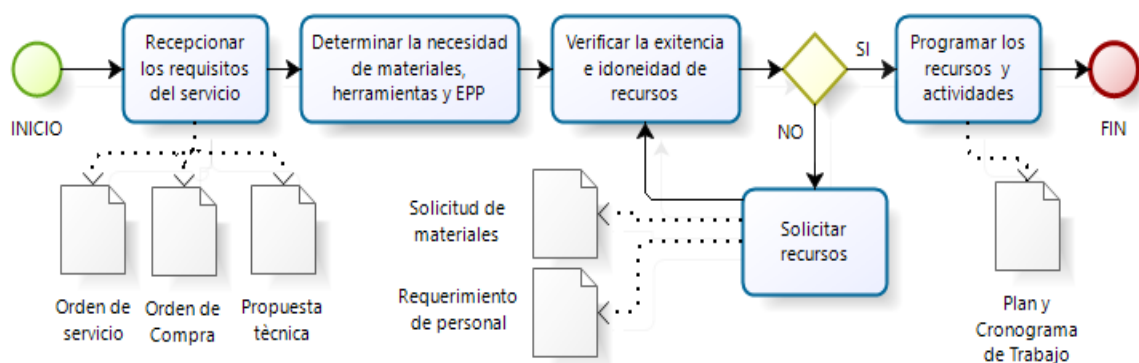 INICIO
Recepcionar
los requisitos
del servicio
Determinar la necesidad
de materiales,
herramientas y EPP
Verificar la exitencia
e idoneidad de
recursos
SI
NO
Programar los
recursos y
actividades
FIN
Orden de
servicio
Orden de
Compra
Propuesta
tècnica
Solicitud de
materiales
Requerimiento
de personal
Solicitar
recursos
Plan y
Cronograma
de Trabajo